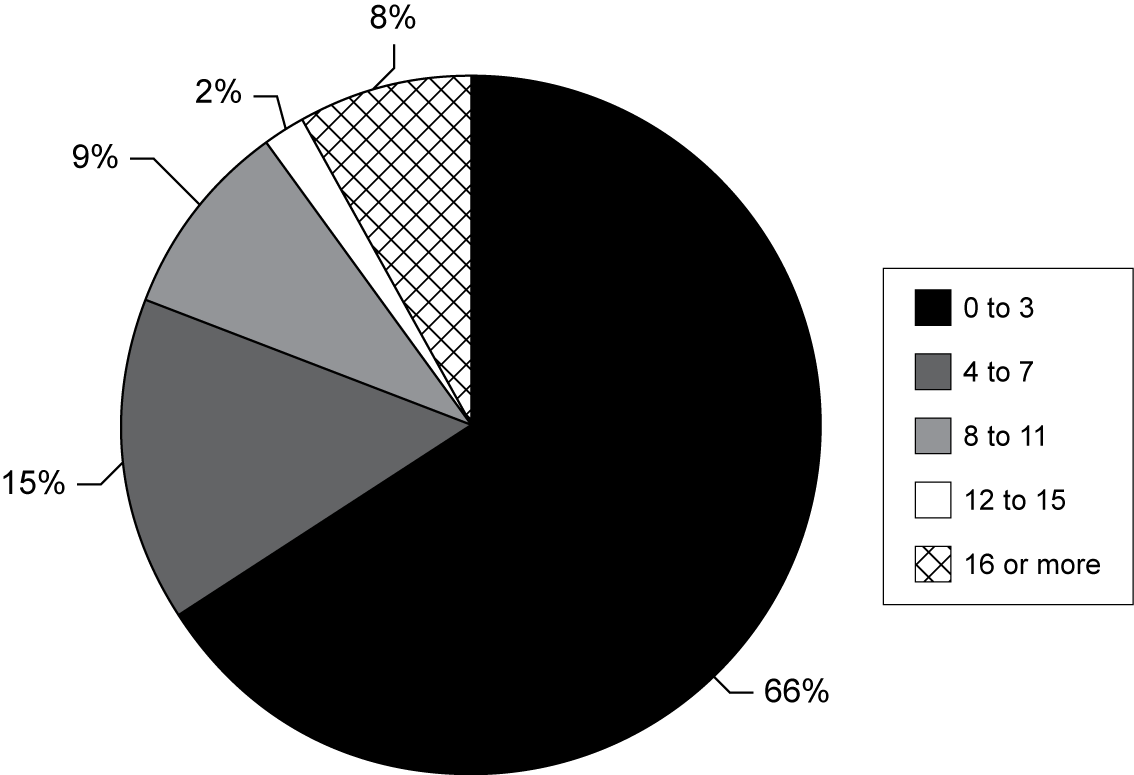 8%
2%
9%
15%
66%
0 to 3
4 to 7
8 to 11
12 to 15
16 or more